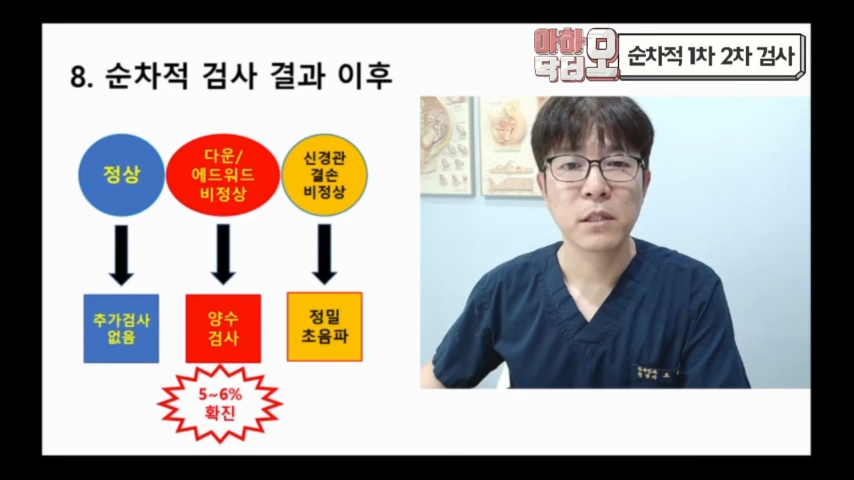 아하
닥터오
순차적 1차 2차 검사
8. 순차적 검사 결과 이후
정상
다운/
에드워드
비정상
신경관
결손
비정상
추가검사
없음
양수
검사
정밀
초음파
5~6%
확진